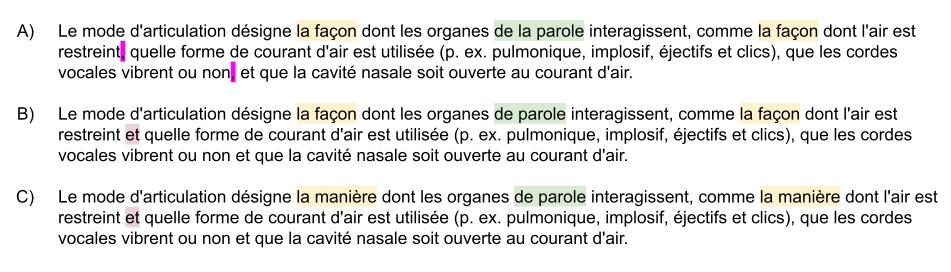 A) Le mode d'articulation désigne la façon dont les organes de la parole interagissent, comme la façon dont l'air est
restreint, quelle forme de courant d'air est utilisée (p. ex. pulmonique, implosif, éjectifs et clics), que les cordes
vocales vibrent ou non, et que la cavité nasale soit ouverte au courant d'air.
B) Le mode d'articulation désigne la façon dont les organes de parole interagissent, comme la façon dont l'air est
restreint et quelle forme de courant d'air est utilisée (p. ex. pulmonique, implosif, éjectifs et clics), que les cordes
vocales vibrent ou non et que la cavité nasale soit ouverte au courant d'air.
C) Le mode d'articulation désigne la manière dont les organes de parole interagissent, comme la manière dont l'air est
restreint et quelle forme de courant d'air est utilisée (p. ex. pulmonique, implosif, éjectifs et clics), que les cordes
vocales vibrent ou non et que la cavité nasale soit ouverte au courant d'air.